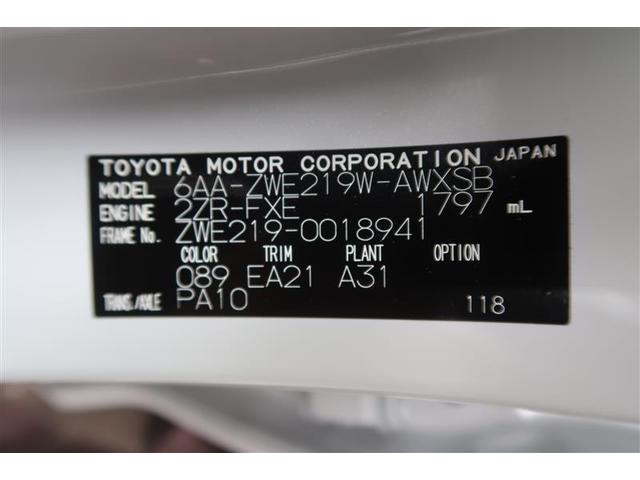 TOYOTA MOTOR CORPORATION JAPAN
MODEL 6AA-ZWE219W-AWXSB
ENGINE 2ZR-FXE 1797 mL
FRAME No. ZWE219-0018941
COLOR TRIM PLANT OPTION
089 EA21 A31
TRANS./AXLE PA10 118